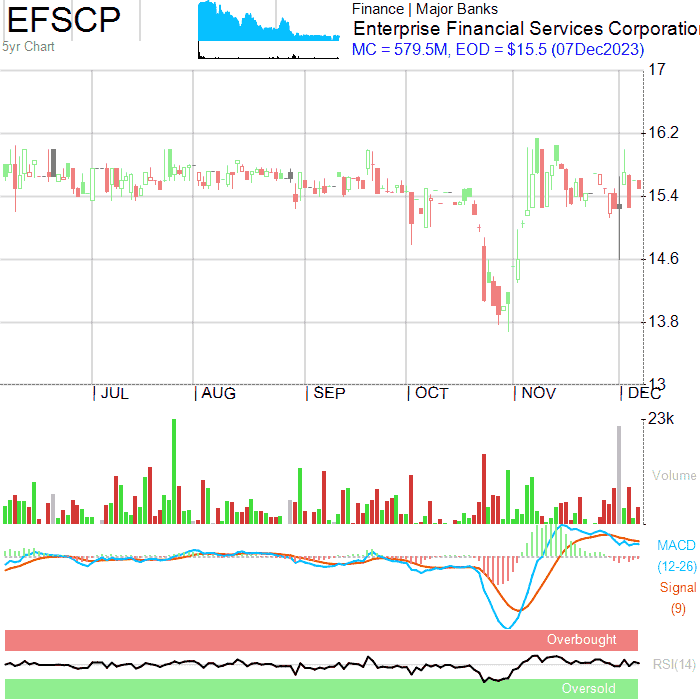 EFSCP
5yr Chart
Finance | Major Banks
Enterprise Financial Services Corporation
MC = 579.5M, EOD = $15.5 (07Dec2023)
17
16.2
15.4
14.6
13.8
13
JUL AUG SEP OCT NOV DEC
23k
Volume
MACD
(12-26)
Signal
(9)
Overbought
RSI(14)
Oversold